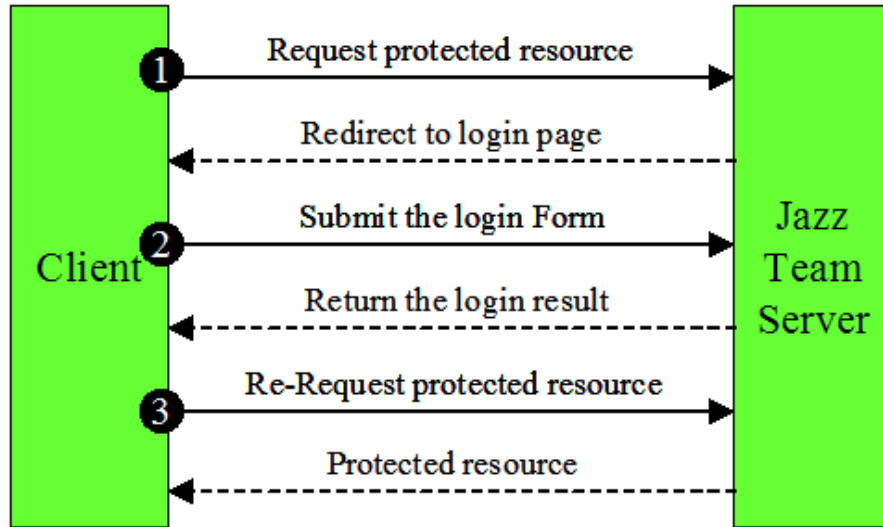 1
Request protected resource
Redirect to login page
2
Submit the login Form
Client
Jazz
Team
Server
Return the login result
3
Re-Request protected resource
Protected resource